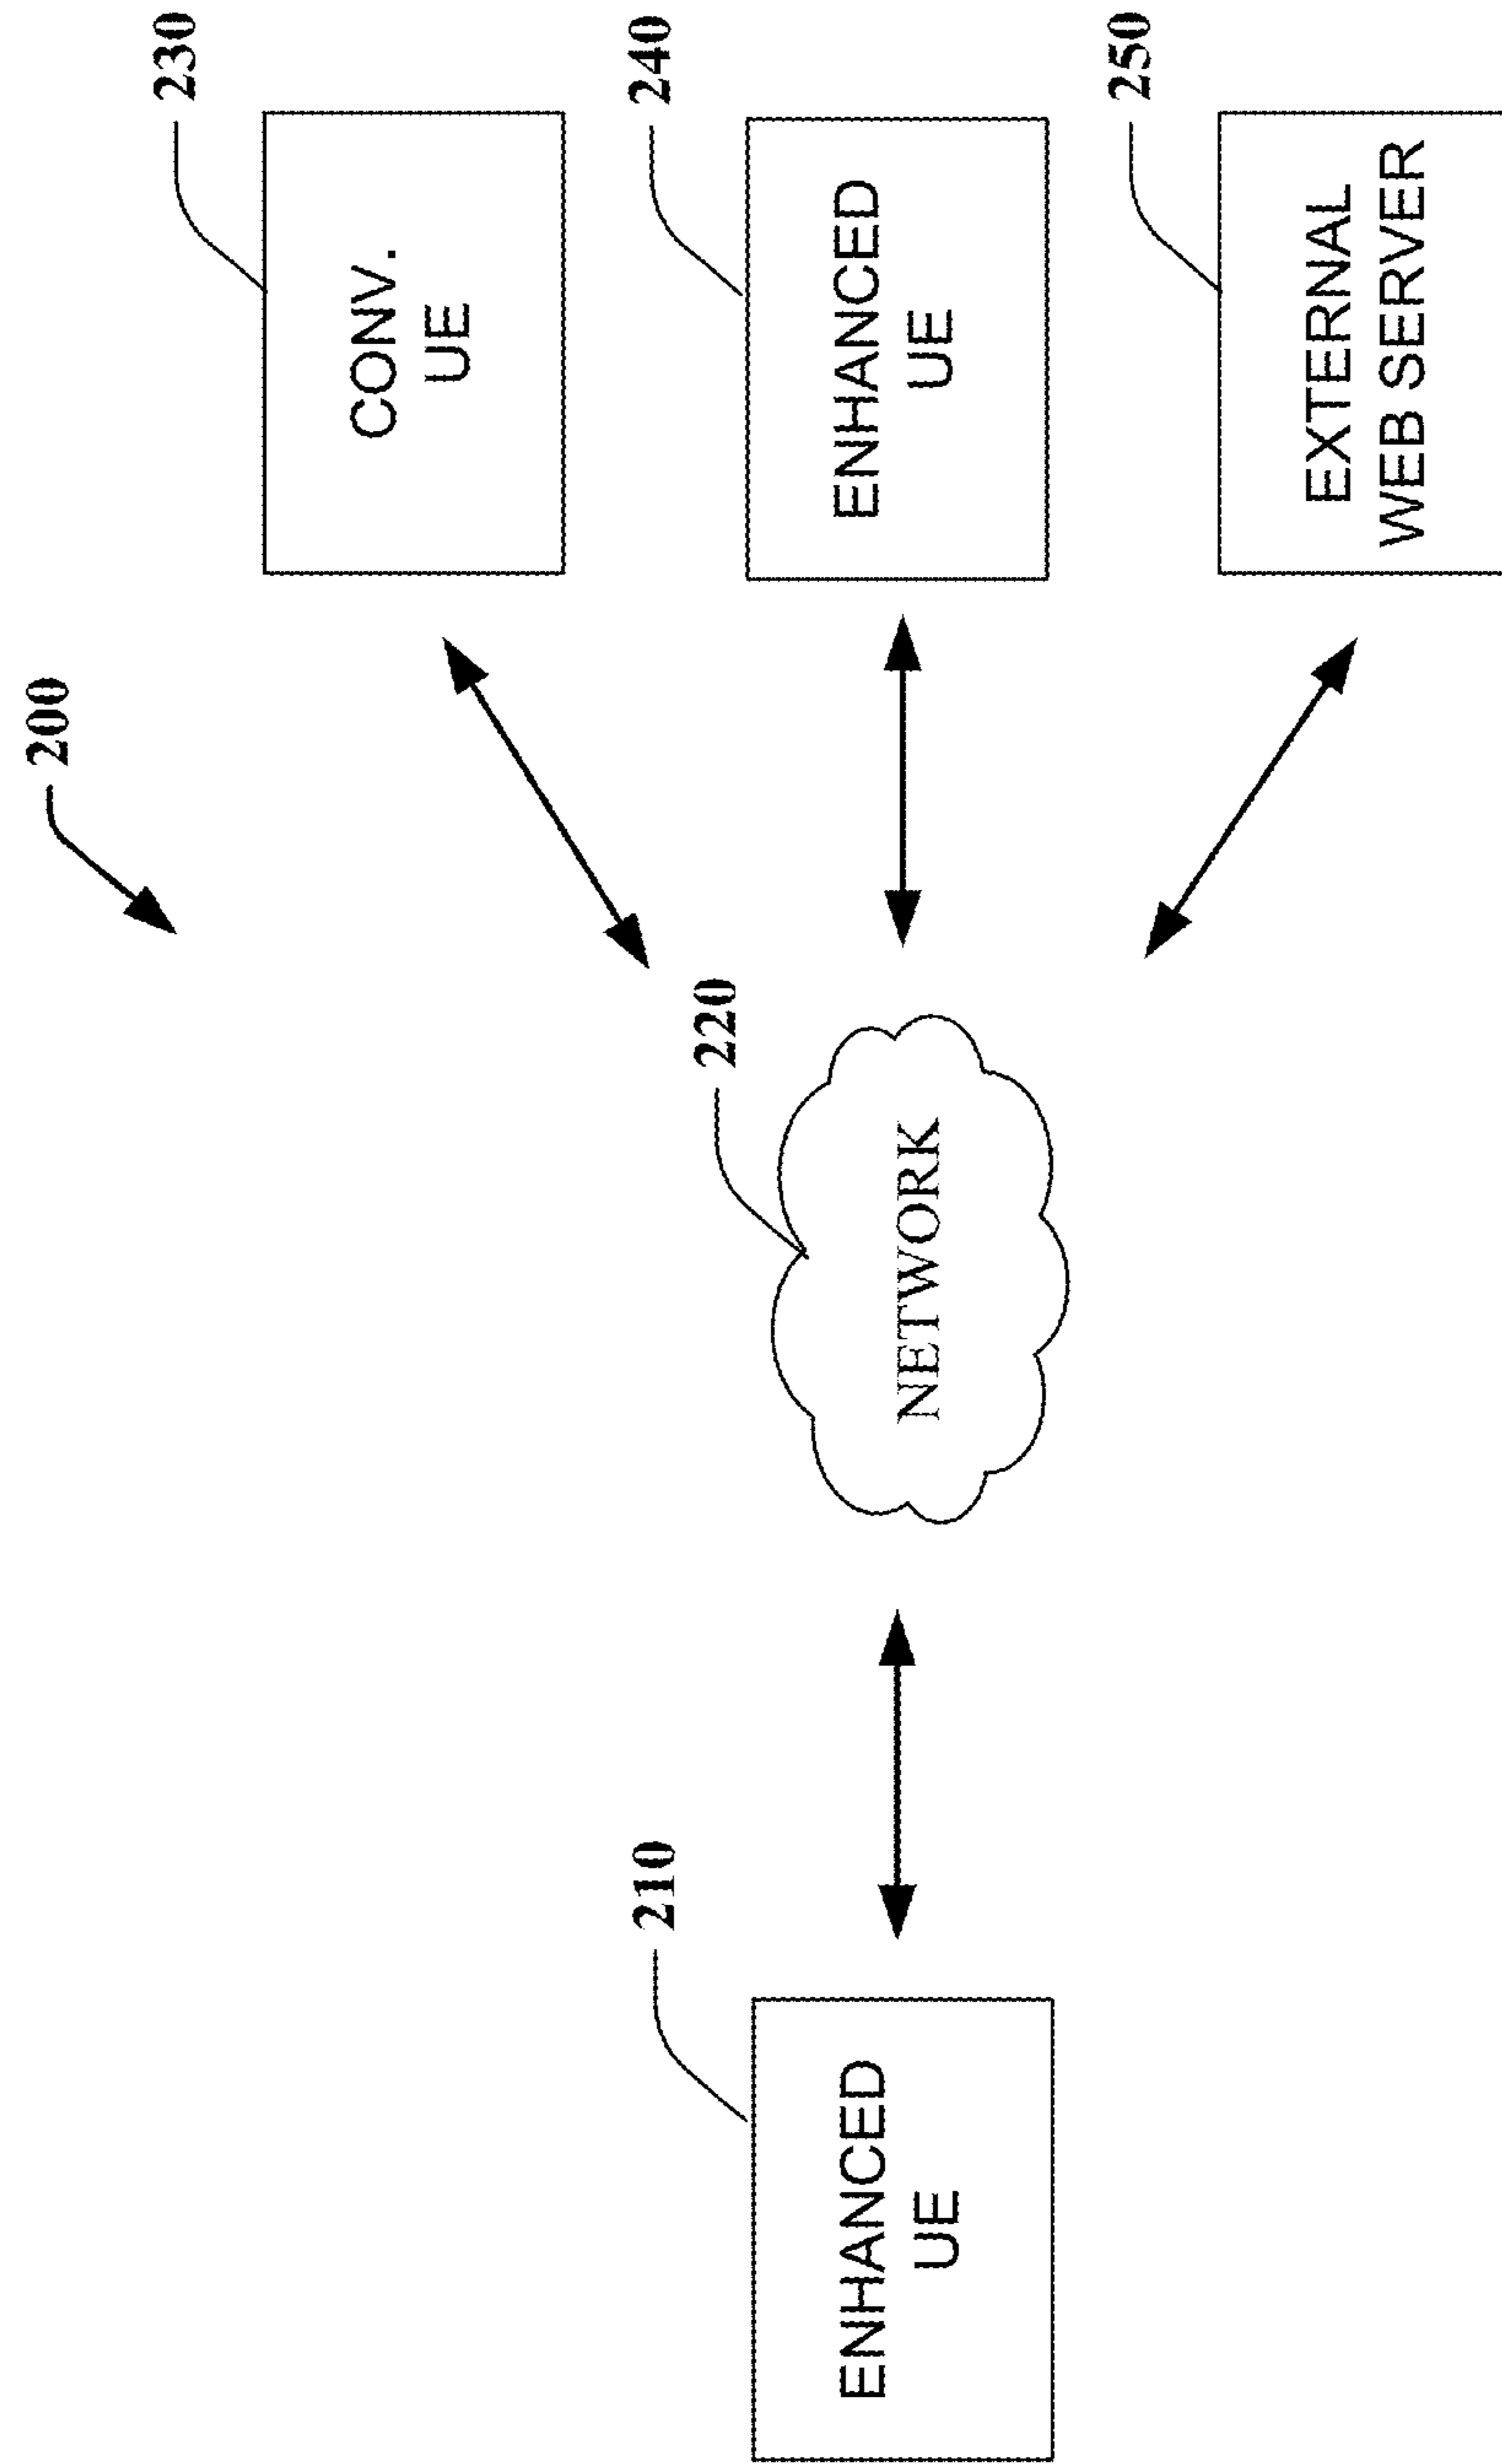 200
230
CONV.
UE
210
ENHANCED
UE
220
NETWORK
240
ENHANCED
UE
250
EXTERNAL
WEB SERVER